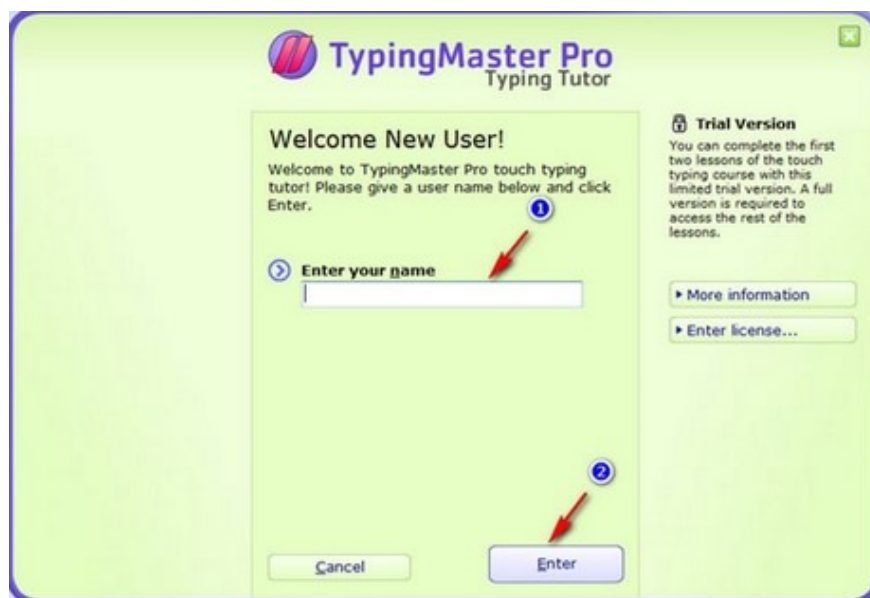 TypingMaster Pro
Typing Tutor
Welcome New User!
Welcome to TypingMaster Pro touch typing
tutor! Please give a user name below and click
Enter.
1
Enter your name
2
Cancel
Enter
Trial Version
You can complete the first
two lessons of the touch
typing course with this
limited trial version. A full
version is required to
access the rest of the
lessons.
More information
Enter license...